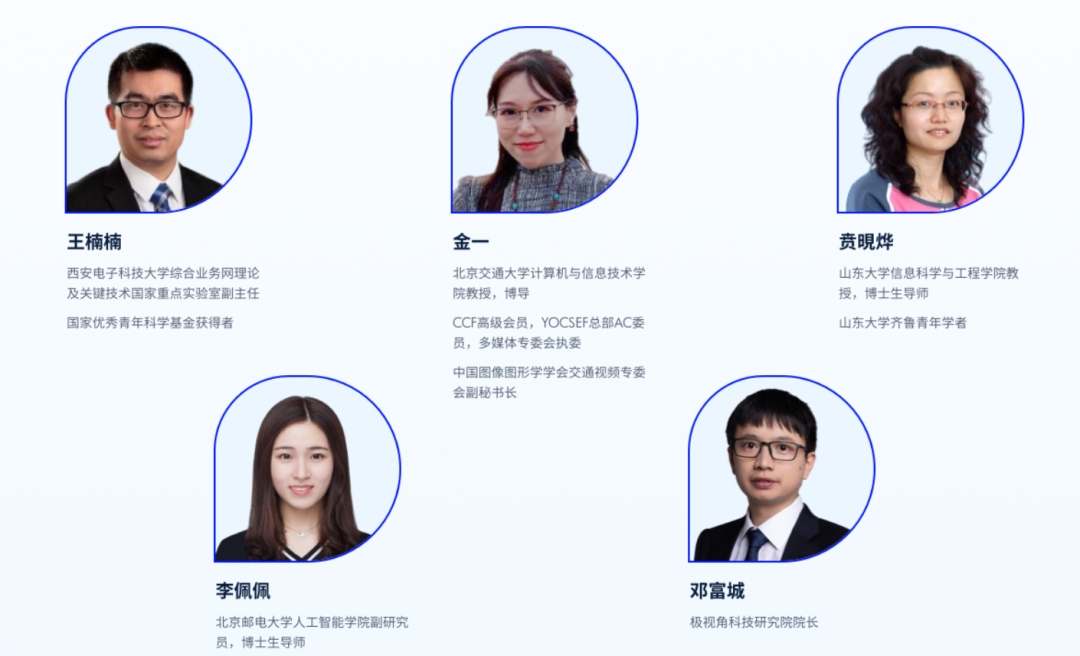 王楠楠
西安电子科技大学综合业务网理论
及关键技术国家重点实验室副主任
国家优秀青年科学基金获得者
金一
北京交通大学计算机与信息技术学
院教授，博导
CCF高级会员，YOCSEF总部AC委
员，多媒体专委会执委
中国图像图形学学会交通视频专委
会副秘书长
贲晛烨
山东大学信息科学与工程学院教
授，博士生导师
山东大学齐鲁青年学者
李佩佩
北京邮电大学人工智能学院副研究
员，博士生导师
邓富城
极视角科技研究院院长